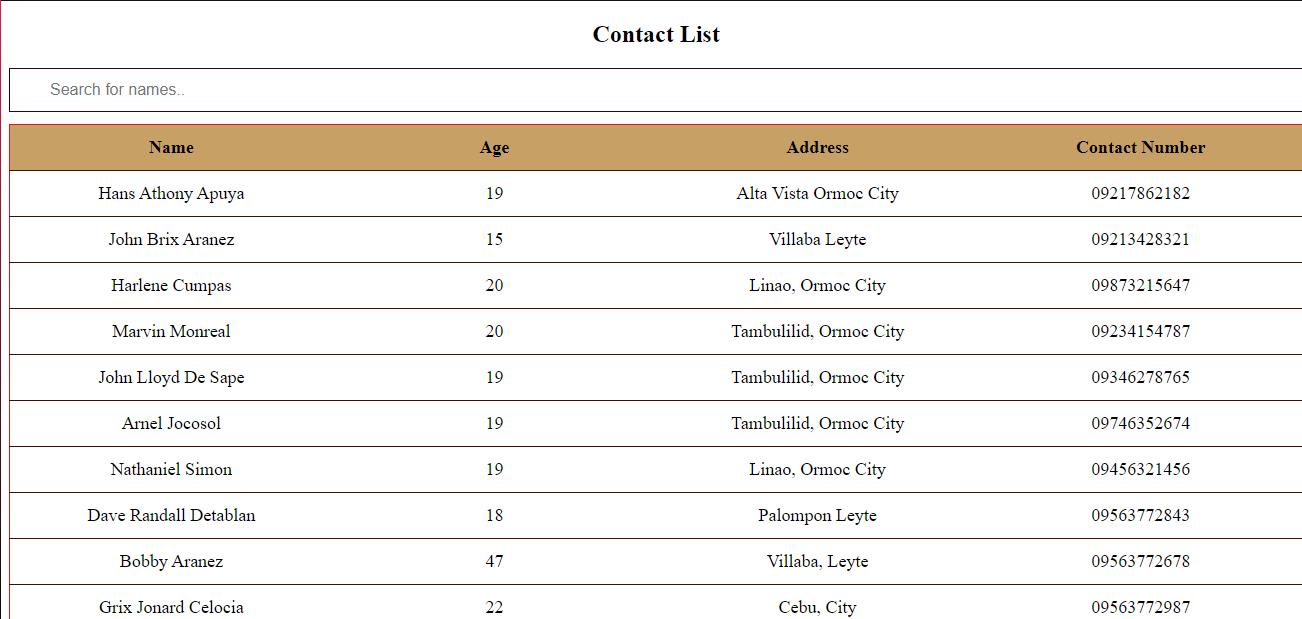 Contact List
Search for names..
Name Age Address Contact Number
Hans Athony Apuya 19 Alta Vista Ormoc City 09217862182
John Brix Aranez 15 Villaba Leyte 09213428321
Harlene Cumpas 20 Linao, Ormoc City 09873215647
Marvin Monreal 20 Tambulilid, Ormoc City 09234154787
John Lloyd De Sape 19 Tambulilid, Ormoc City 09346278765
Arnel Jocosol 19 Tambulilid, Ormoc City 09746352674
Nathaniel Simon 19 Linao, Ormoc City 09456321456
Dave Randall Detablan 18 Palompon Leyte 09563772843
Bobby Aranez 47 Villaba, Leyte 09563772678
Grix Jonard Celocia 22 Cebu, City 09563772987